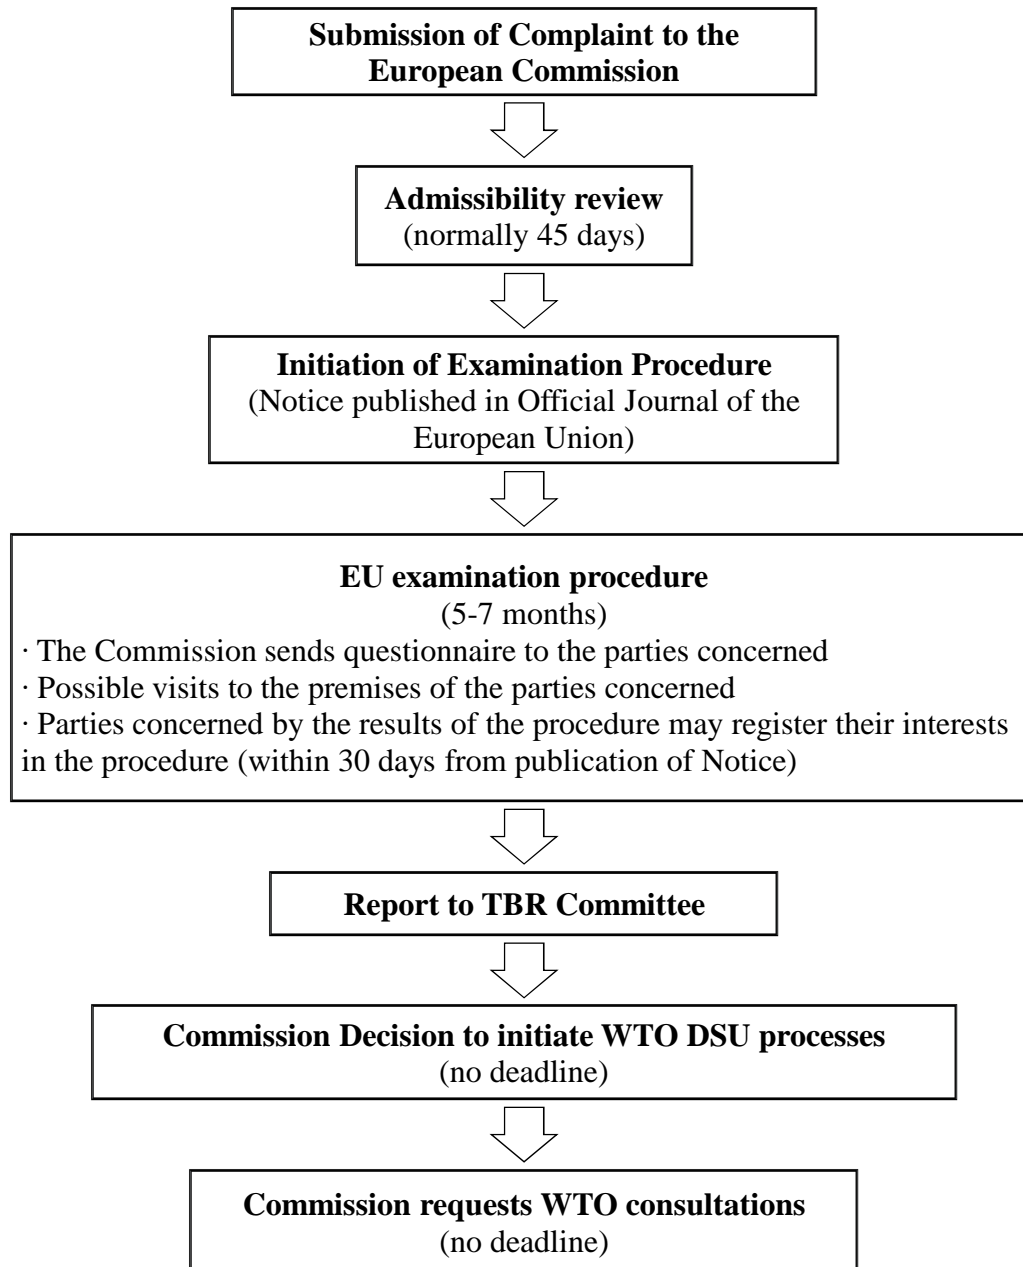 Submission of Complaint to the
European Commission
Admissibility review
(normally 45 days)
Initiation of Examination Procedure
(Notice published in Official Journal of the
European Union)
EU examination procedure
(5-7 months)
· The Commission sends questionnaire to the parties concerned
· Possible visits to the premises of the parties concerned
· Parties concerned by the results of the procedure may register their interests
in the procedure (within 30 days from publication of Notice)
Report to TBR Committee
Commission Decision to initiate WTO DSU processes
(no deadline)
Commission requests WTO consultations
(no deadline)